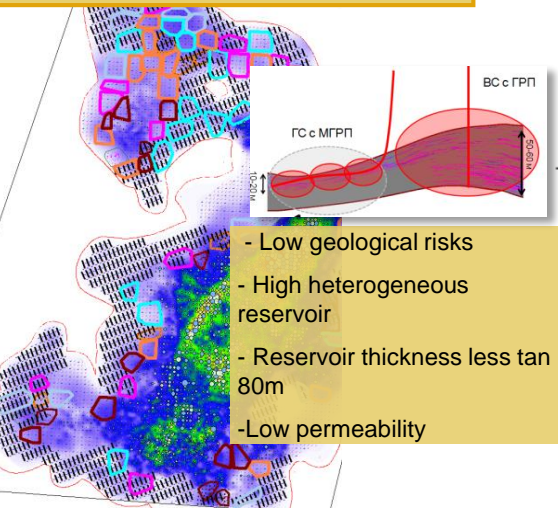 ВС с ГРП
ГС с МГРП
50-60 м
10-20 м
- Low geological risks
- High heterogeneous
reservoir
- Reservoir thickness less tan
80m
-Low permeability